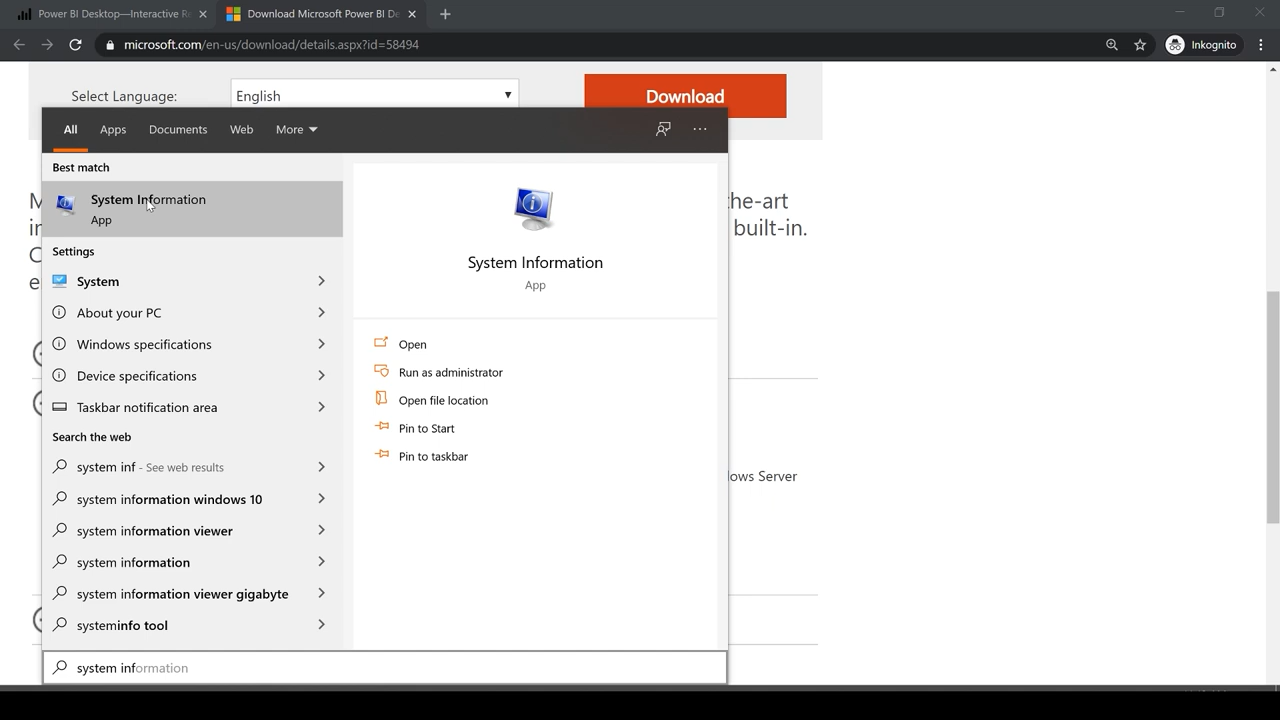 Power BI Desktop—Interactive Re
Download Microsoft Power BI De
microsoft.com/en-us/download/details.aspx?id=58494
Inkognito
Select Language:
English
Download
All
Apps
Documents
Web
More
Best match
System Information
App
Settings
System
About your PC
Windows specifications
Device specifications
Taskbar notification area
Search the web
system inf - See web results
system information windows 10
system information viewer
system information
system information viewer gigabyte
systeminfo tool
system information
System Information
App
Open
Run as administrator
Open file location
Pin to Start
Pin to taskbar
the-art
built-in.
ows Server